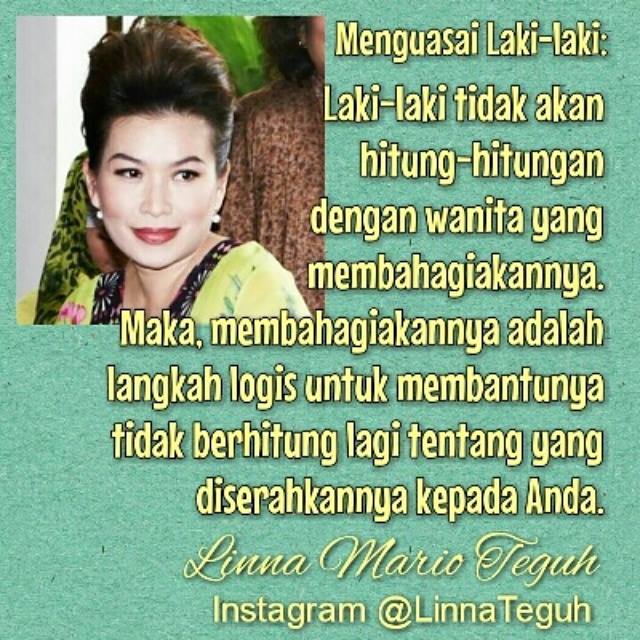 Menguasai Laki-laki:
Laki-laki tidak akan
hitung-hitungan
dengan wanita yang
membahagiakannya.
Maka, membahagiakannya adalah
langkah logis untuk membantunya
tidak berhitung lagi tentang yang
diserahkannya kepada Anda.
Linna Mario Teguh
Instagram @LinnaTeguh